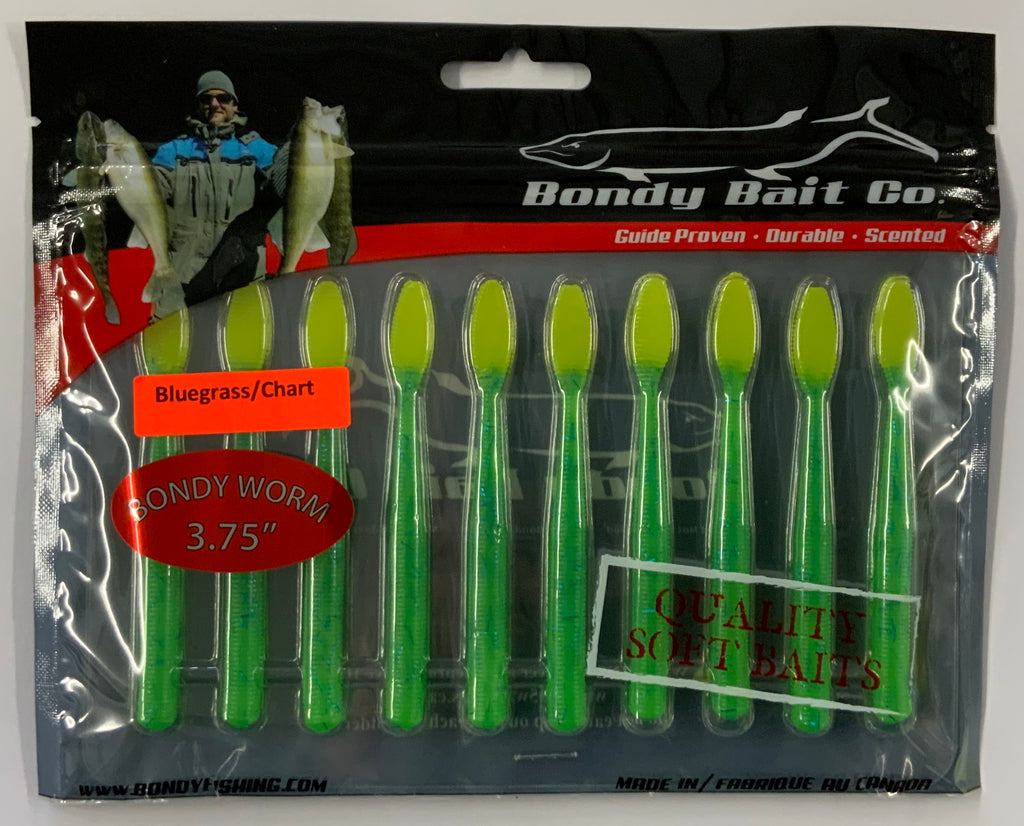 Bondy Bait Co.
Guide Proven • Durable • Scented
Bluegrass/Chart
BONDY WORM
3.75"
QUALITY
SOFT BAITS
WWW.BONDYFISHING.COM
MADE IN/ FABRIQUE AU CANADA